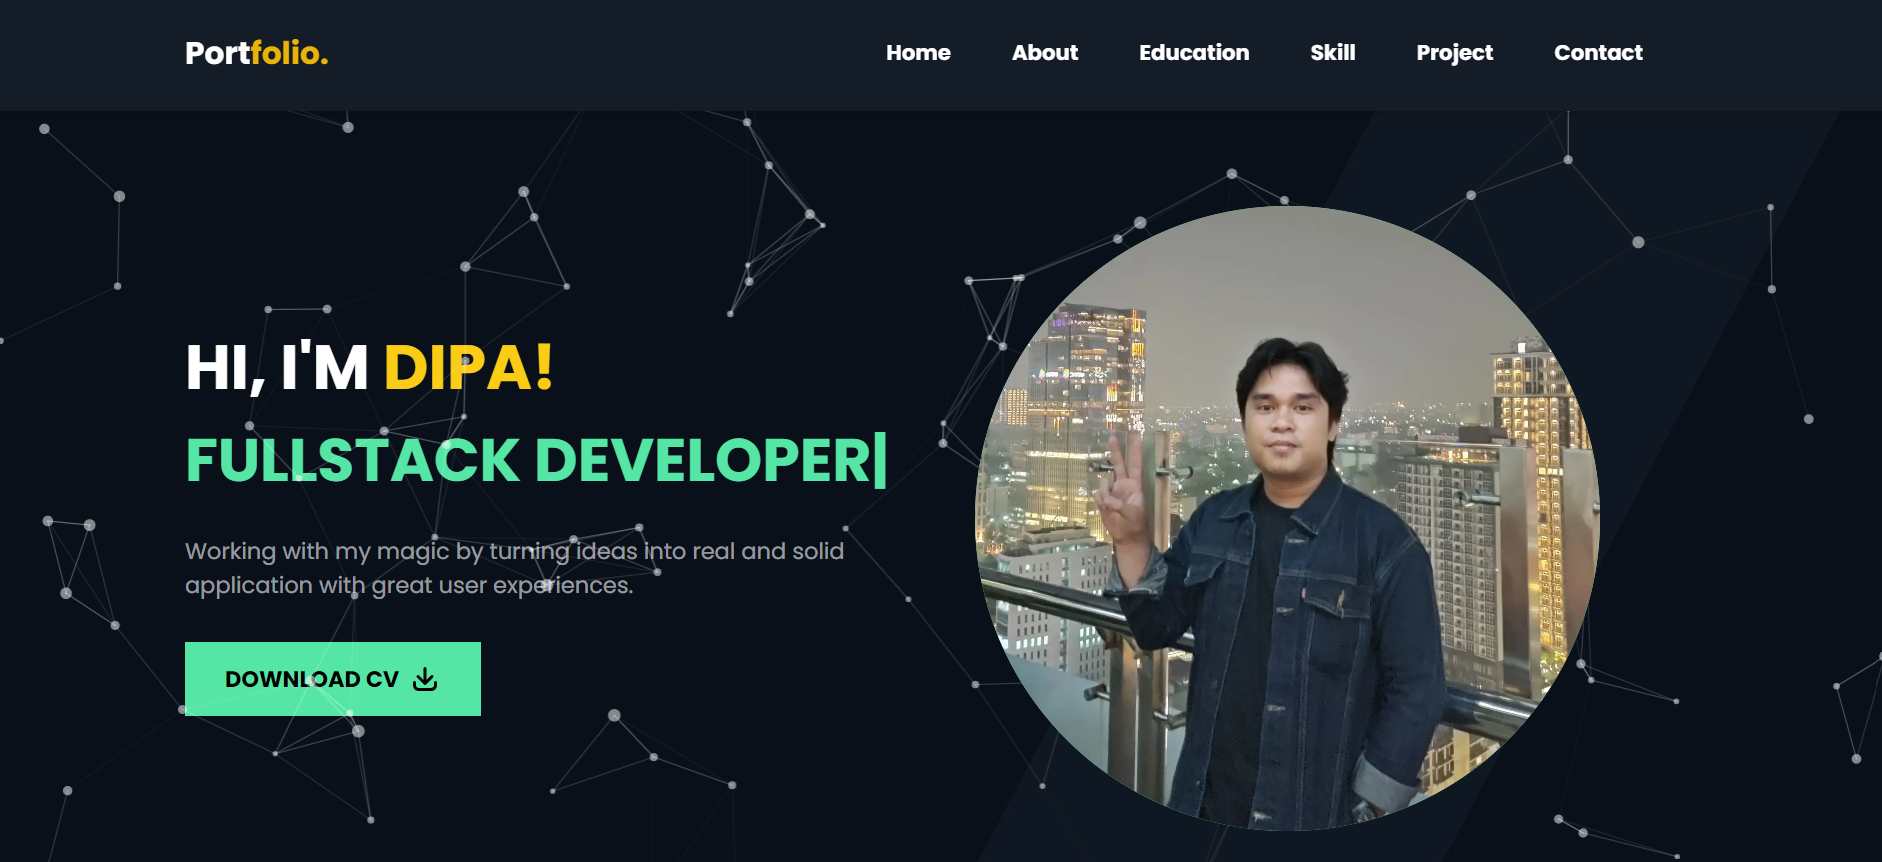 Portfolio.
Home About Education Skill Project Contact
HI, I'M DIPA!
FULLSTACK DEVELOPER|
Working with my magic by turning ideas into real and solid
application with great user experiences.
DOWNLOAD CV